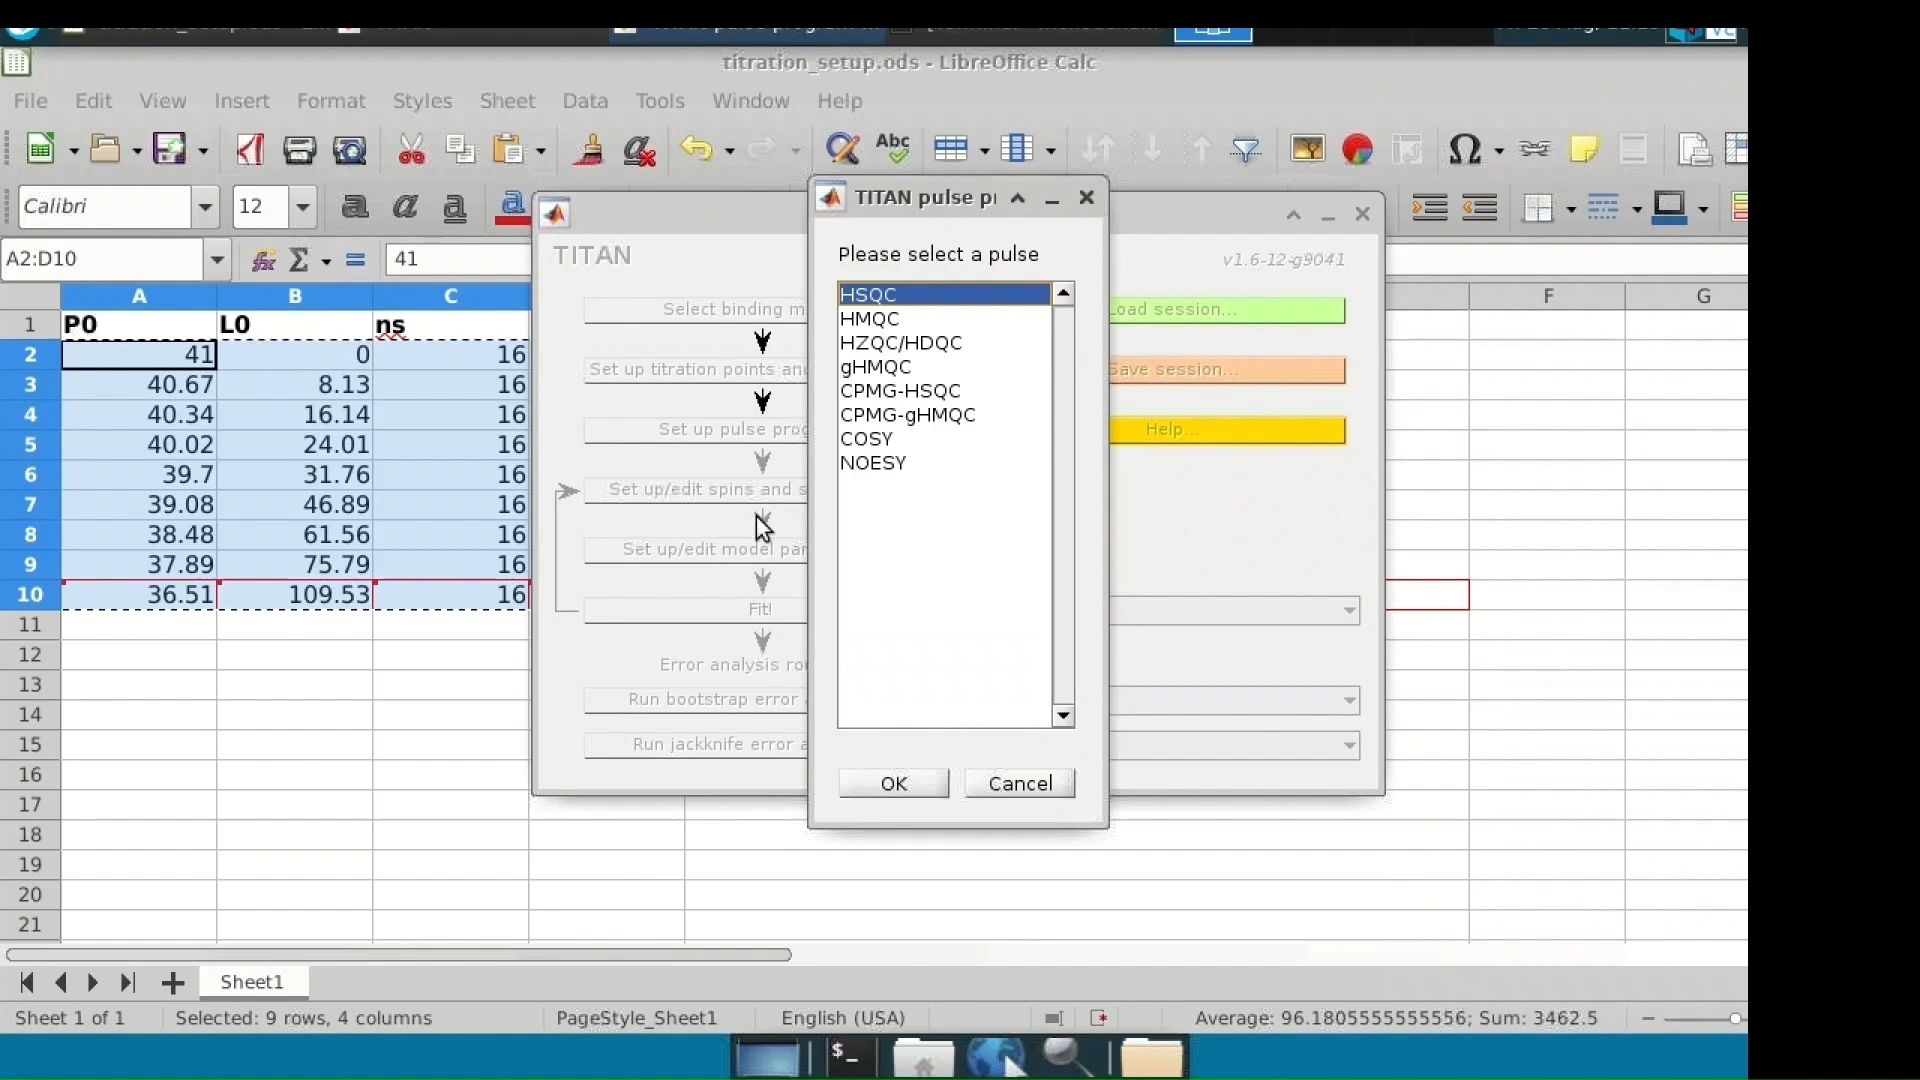 titration_setup.ods - LibreOffice Calc
File Edit View Insert Format Styles Sheet Data Tools Window Help
Abc
Calibri 12
A2:D10 41
A B C F G
1 P0 L0 ns
2 41 0 16
3 40.67 8.13 16
4 40.34 16.14 16
5 40.02 24.01 16
6 39.7 31.76 16
7 39.08 46.89 16
8 38.48 61.56 16
9 37.89 75.79 16
10 36.51 109.53 16
11
12
13
14
15
16
17
18
19
20
21
TITAN
v1.6-12-g9041
Select binding m
Set up titration points an
Set up pulse prog
Set up/edit spins and s
Set up/edit model par
Fit!
Error analysis ro
Run bootstrap error
Run jackknife error a
Load session...
Save session...
Help...
TITAN pulse p
Please select a pulse
HSQC
HMQC
HZQC/HDQC
gHMQC
CPMG-HSQC
CPMG-gHMQC
COSY
NOESY
OK Cancel
Sheet1
Sheet 1 of 1 Selected: 9 rows, 4 columns PageStyle_Sheet1 English (USA) Average: 96.1805555555556; Sum: 3462.5
$_